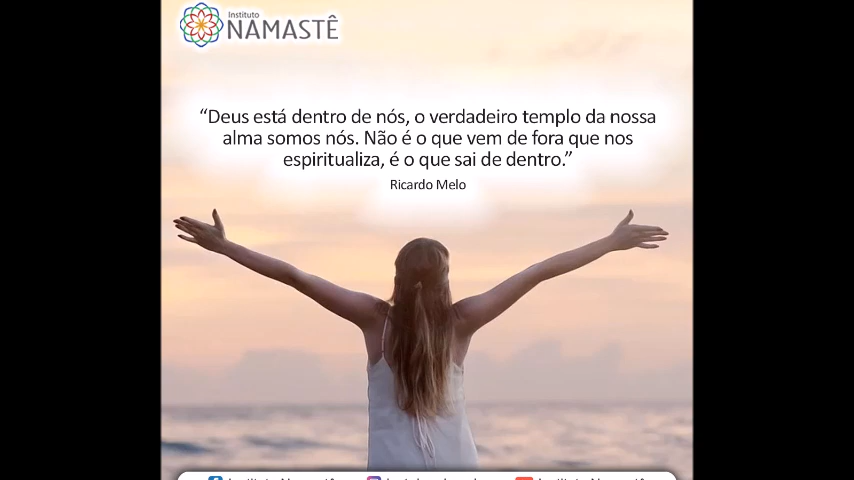 Instituto
NAMASTÊ
“Deus está dentro de nós, o verdadeiro templo da nossa
alma somos nós. Não é o que vem de fora que nos
espiritualiza, é o que sai de dentro.”
Ricardo Melo